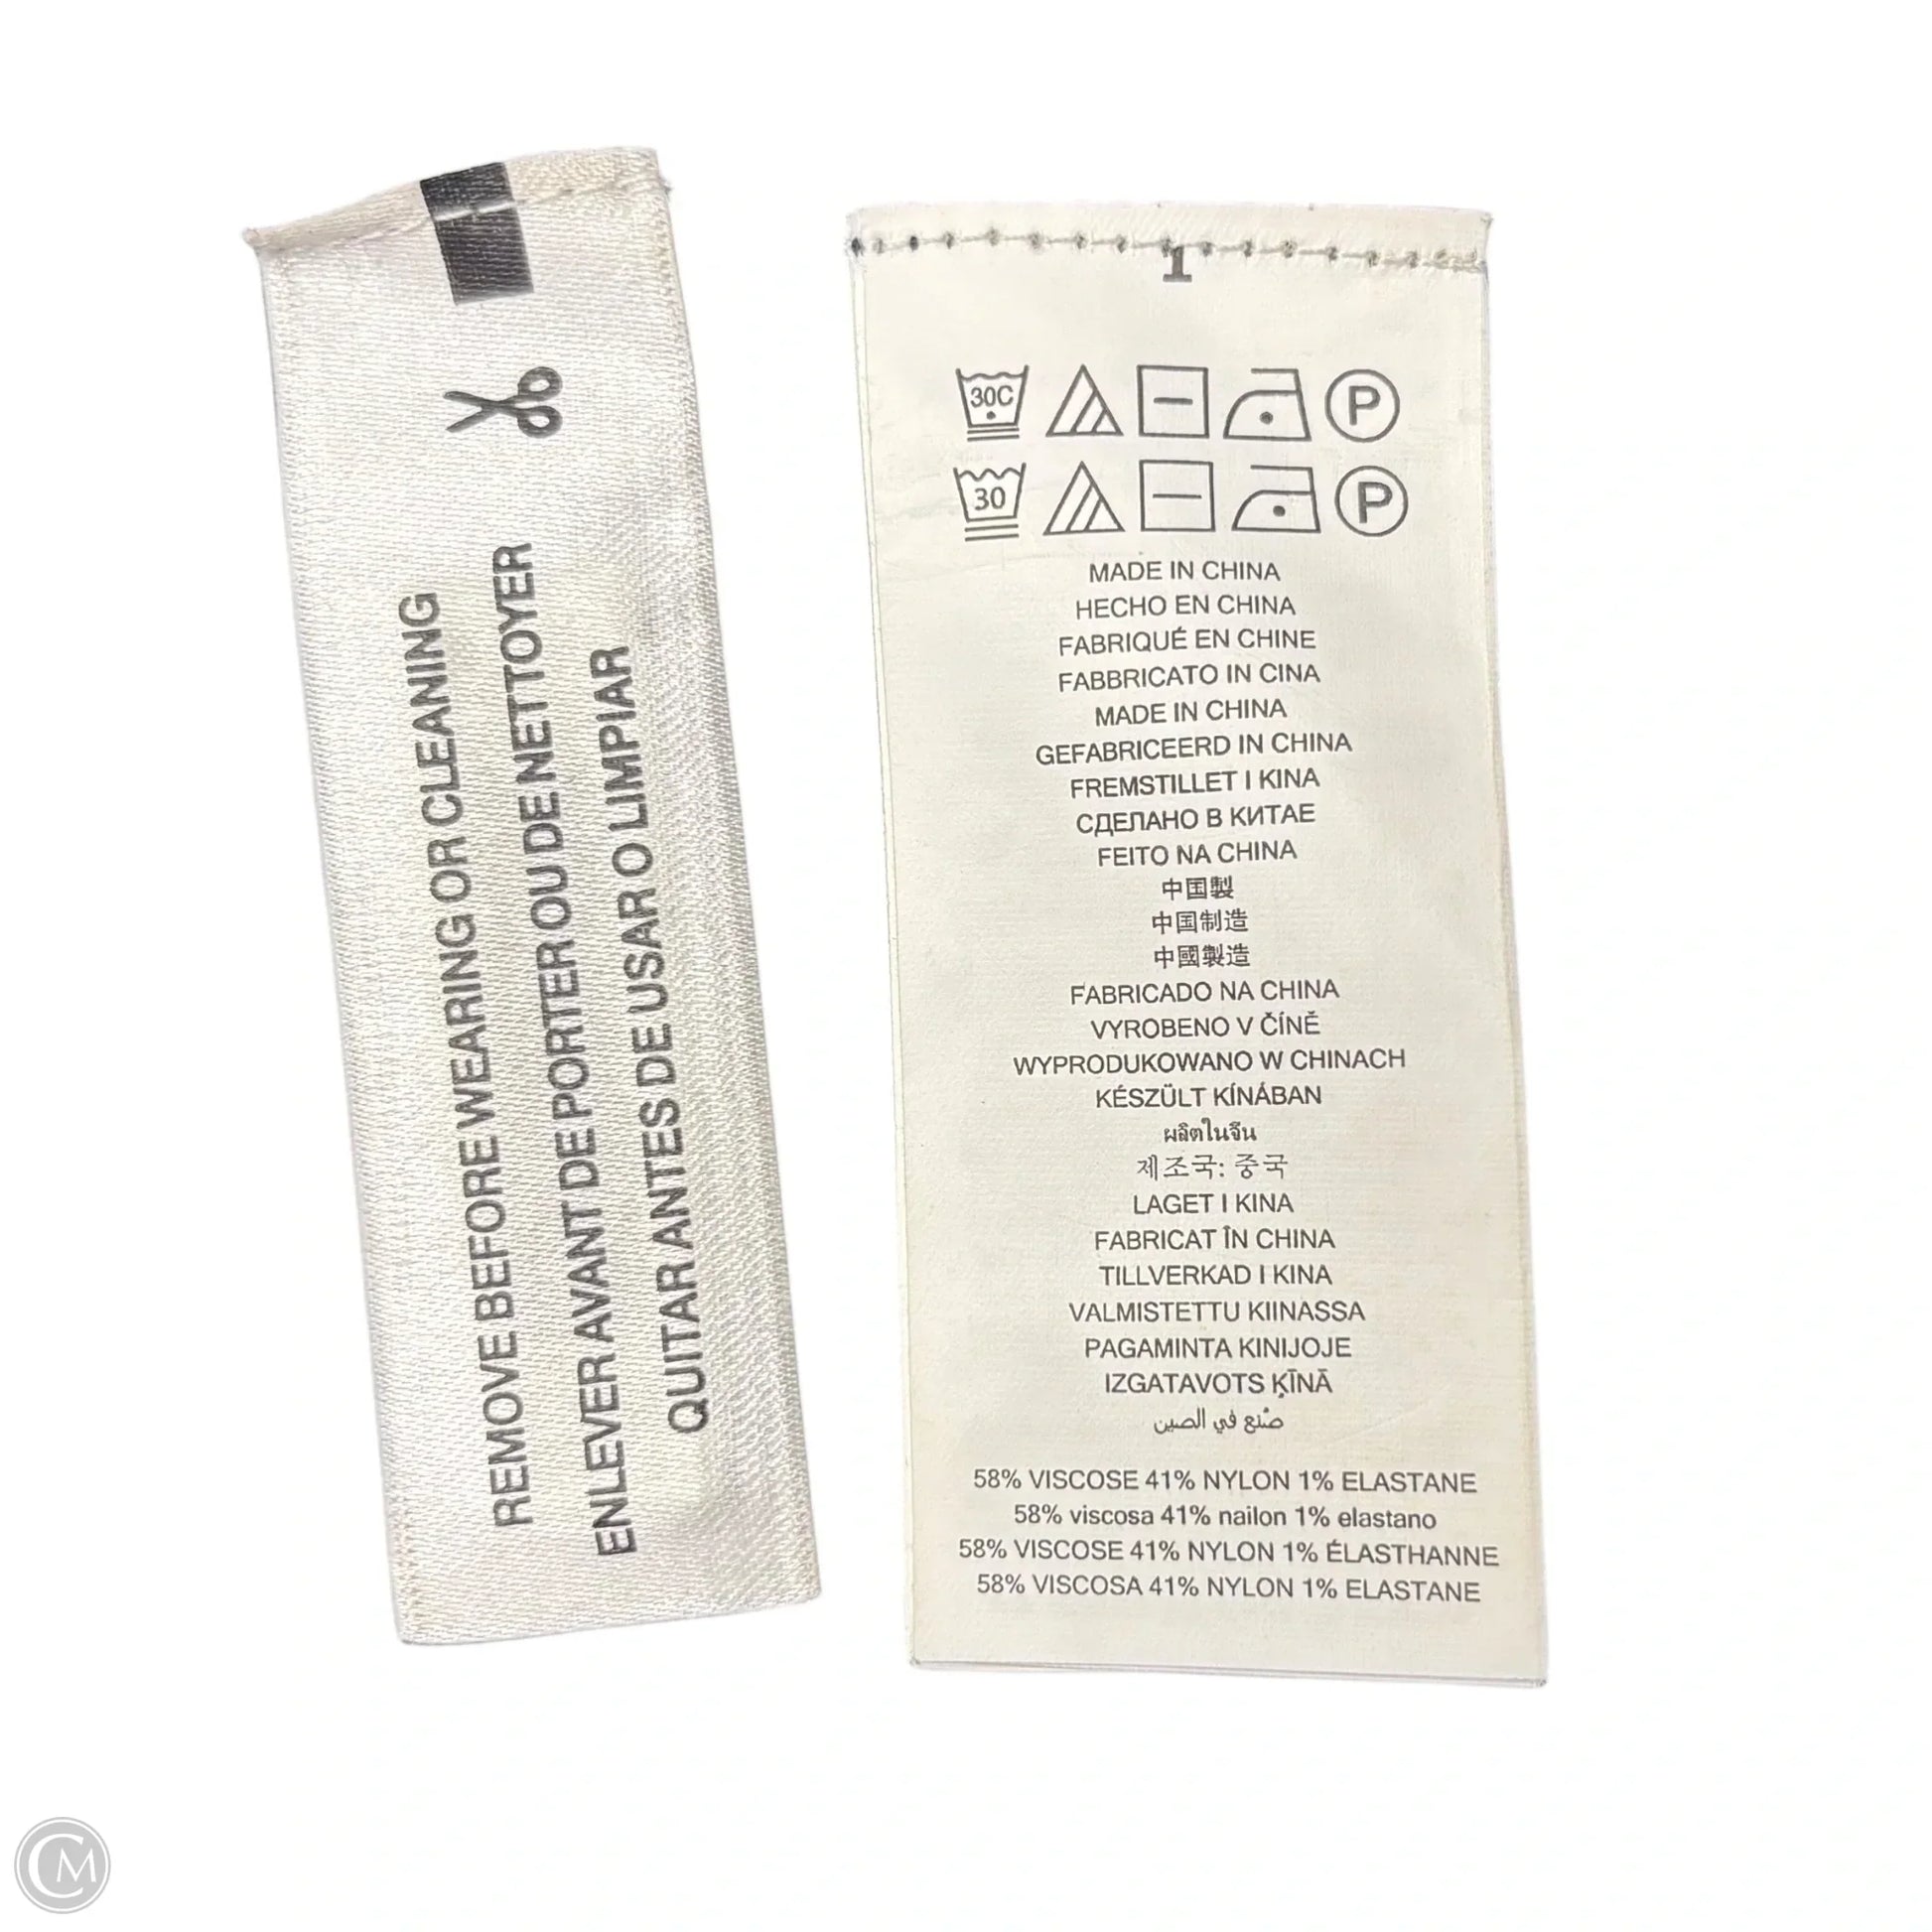 REMOVE BEFORE WEARING OR CLEANING
ENLEVER AVANT DE PORTER OU DE NETTOYER
QUITAR ANTES DE USAR O LIMPIAR
1
30C P
30 P
MADE IN CHINA
HECHO EN CHINA
FABRIQUÉ EN CHINE
FABBRICATO IN CINA
MADE IN CHINA
GEFABRICEERD IN CHINA
FREMSTILLET I KINA
СДЕЛАНО В КИТАЕ
FEITO NA CHINA
中国製
中国制造
中國製造
FABRICADO NA CHINA
VYROBENO V ČÍNĚ
WYPRODUKOWANO W CHINACH
KÉSZÜLT KÍNÁBAN
ผลิตในจีน
제조국: 중국
LAGET I KINA
FABRICAT ÎN CHINA
TILLVERKAD I KINA
VALMISTETTU KIINASSA
PAGAMINTA KINIJOJE
IZGATAVOTS ĶĪNĀ
صُنع في الصين
58% VISCOSE 41% NYLON 1% ELASTANE
58% viscosa 41% nailon 1% elastano
58% VISCOSE 41% NYLON 1% ÉLASTHANNE
58% VISCOSA 41% NYLON 1% ELASTANE
CM